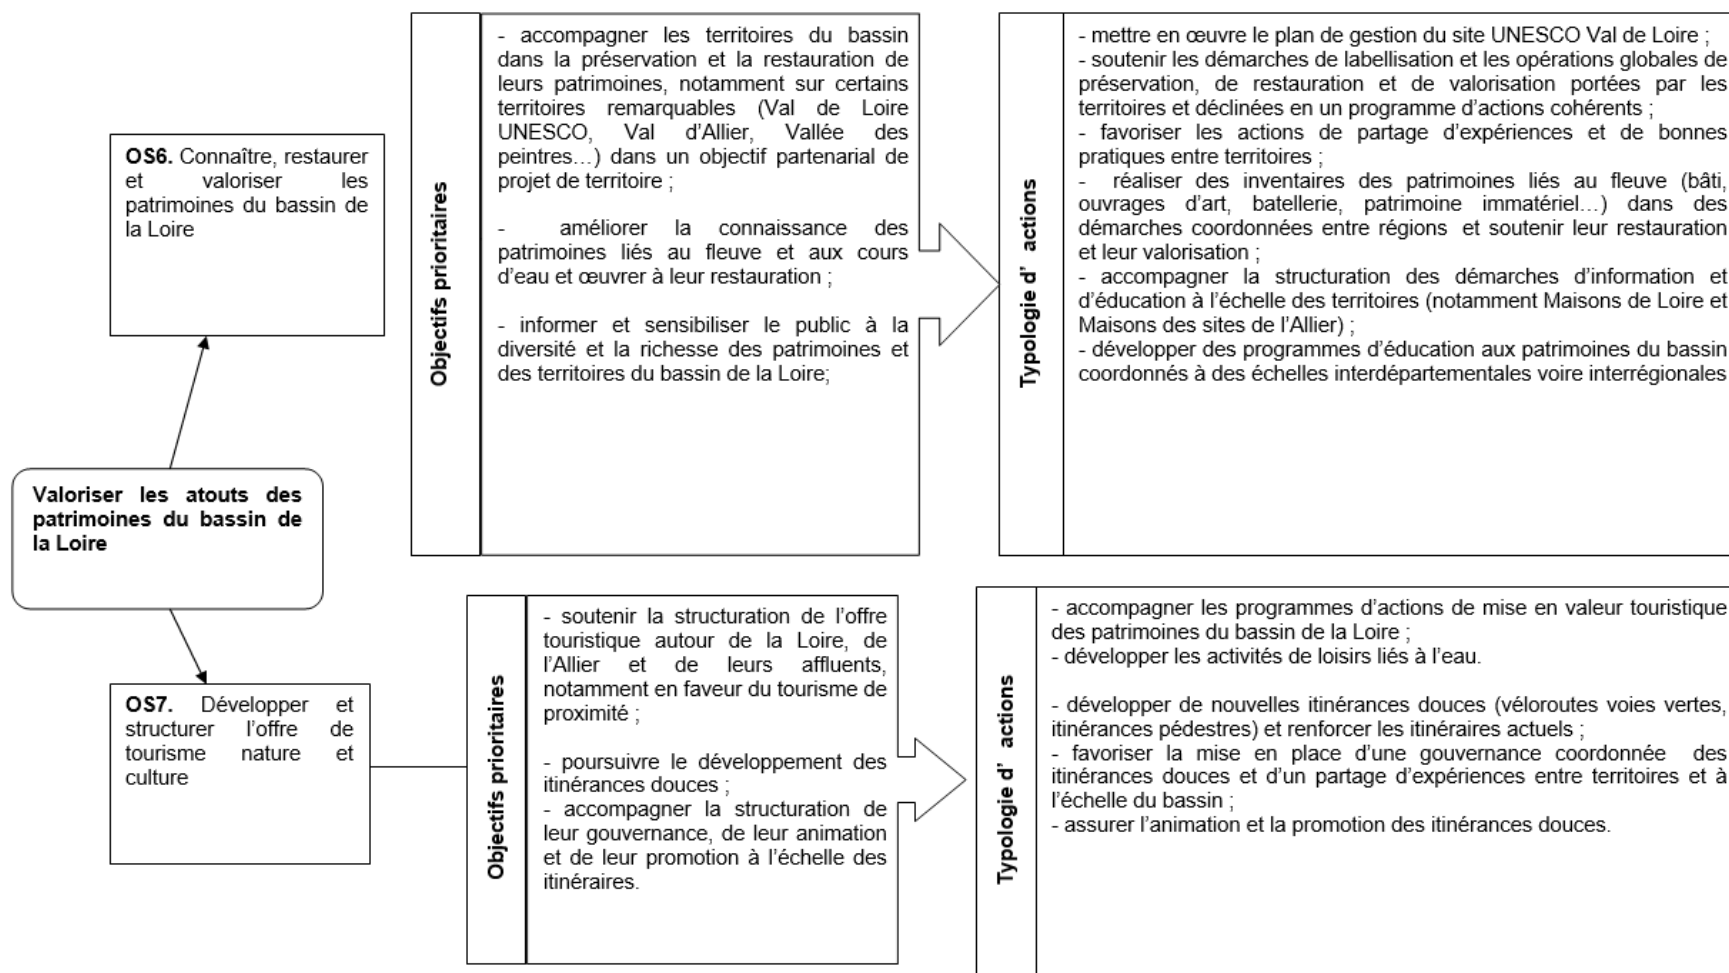 OS6. Connaître, restaurer
et valoriser les
patrimoines du bassin de
la Loire
Objectifs prioritaires
- accompagner les territoires du bassin
dans la préservation et la restauration de
leurs patrimoines, notamment sur certains
territoires remarquables (Val de Loire
UNESCO, Val d’Allier, Vallée des
peintres…) dans un objectif partenarial de
projet de territoire ;
- améliorer la connaissance des
patrimoines liés au fleuve et aux cours
d’eau et œuvrer à leur restauration ;
- informer et sensibiliser le public à la
diversité et la richesse des patrimoines et
des territoires du bassin de la Loire;
Typologie d’ actions
- mettre en œuvre le plan de gestion du site UNESCO Val de Loire ;
- soutenir les démarches de labellisation et les opérations globales de
préservation, de restauration et de valorisation portées par les
territoires et déclinées en un programme d’actions cohérents ;
- favoriser les actions de partage d’expériences et de bonnes
pratiques entre territoires ;
- réaliser des inventaires des patrimoines liés au fleuve (bâti,
ouvrages d’art, batellerie, patrimoine immatériel…) dans des
démarches coordonnées entre régions et soutenir leur restauration
et leur valorisation ;
- accompagner la structuration des démarches d’information et
d’éducation à l’échelle des territoires (notamment Maisons de Loire et
Maisons des sites de l’Allier) ;
- développer des programmes d’éducation aux patrimoines du bassin
coordonnés à des échelles interdépartementales voire interrégionales
Valoriser les atouts des
patrimoines du bassin de
la Loire
OS7. Développer et
structurer l’offre de
tourisme nature et
culture
Objectifs prioritaires
- soutenir la structuration de l’offre
touristique autour de la Loire, de
l’Allier et de leurs affluents,
notamment en faveur du tourisme de
proximité ;
- poursuivre le développement des
itinérances douces ;
- accompagner la structuration de
leur gouvernance, de leur animation
et de leur promotion à l’échelle des
itinéraires.
Typologie d’ actions
- accompagner les programmes d’actions de mise en valeur touristique
des patrimoines du bassin de la Loire ;
- développer les activités de loisirs liés à l’eau.
- développer de nouvelles itinérances douces (véloroutes voies vertes,
itinérances pédestres) et renforcer les itinéraires actuels ;
- favoriser la mise en place d’une gouvernance coordonnée des
itinérances douces et d’un partage d’expériences entre territoires et à
l’échelle du bassin ;
- assurer l’animation et la promotion des itinérances douces.